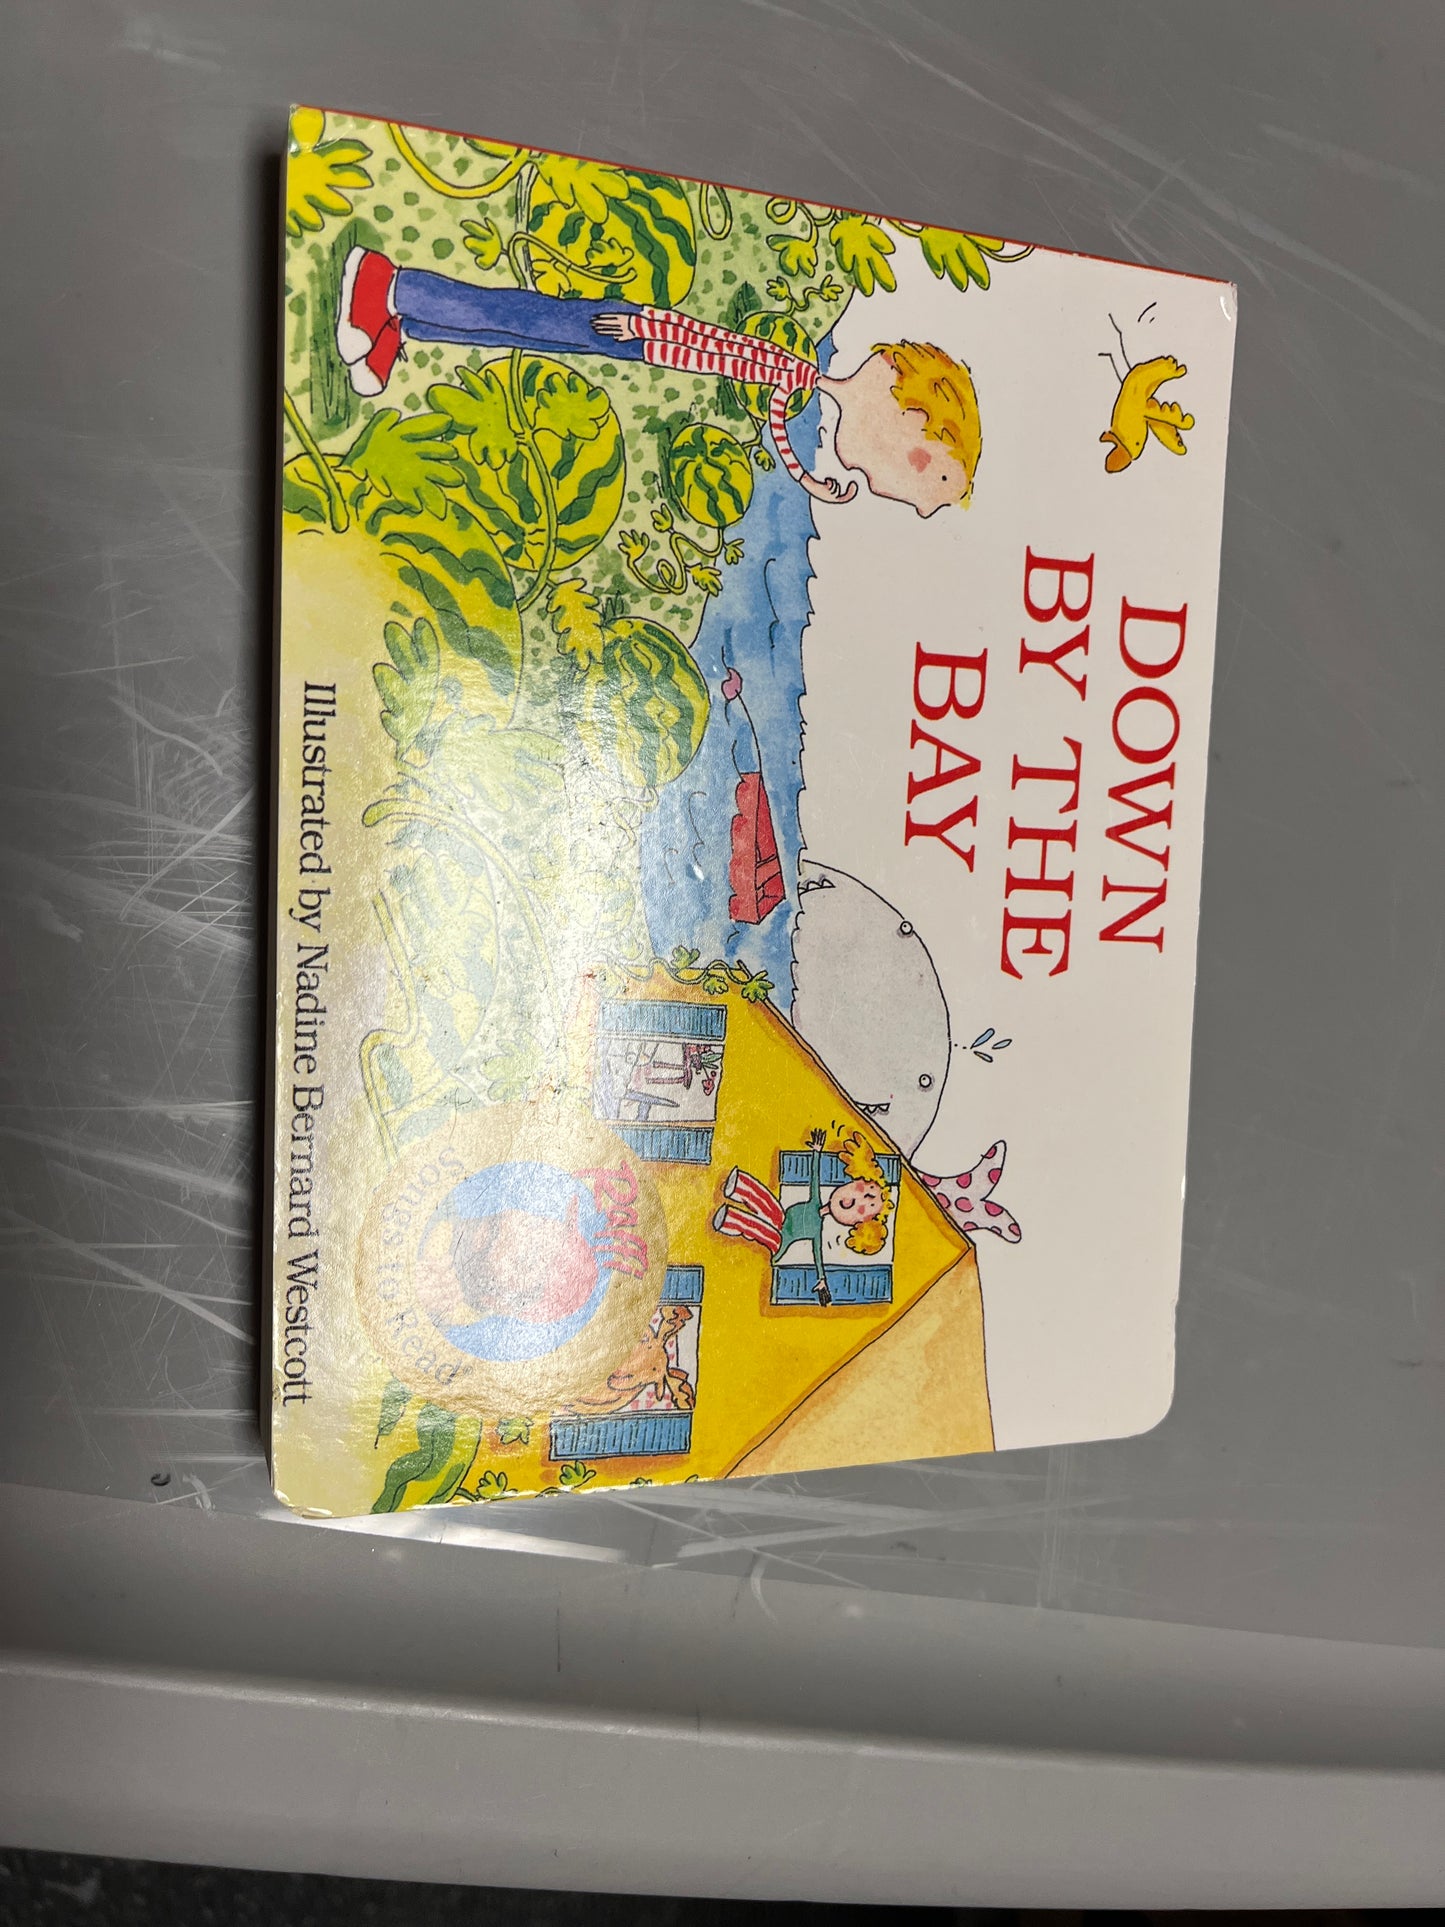 DOWN
BY THE
BAY
Raffi
Songs to Read®
Illustrated by Nadine Bernard Westcott